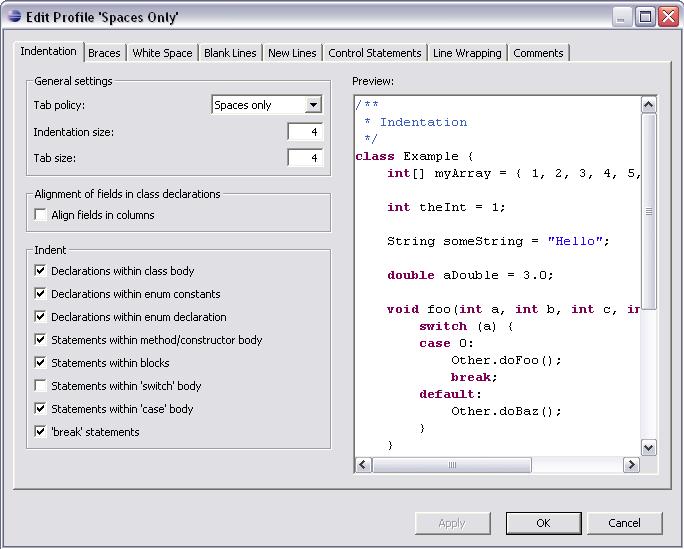 Edit Profile 'Spaces Only'
Indentation Braces White Space Blank Lines New Lines Control Statements Line Wrapping Comments
General settings
Tab policy: Spaces only
Indentation size: 4
Tab size: 4
Alignment of fields in class declarations
Align fields in columns
Indent
Declarations within class body
Declarations within enum constants
Declarations within enum declaration
Statements within method/constructor body
Statements within blocks
Statements within 'switch' body
Statements within 'case' body
'break' statements
Preview:
/**
 * Indentation
 */
class Example {
    int[] myArray = { 1, 2, 3, 4, 5,
    int theInt = 1;
    String someString = "Hello";
    double aDouble = 3.0;
    void foo(int a, int b, int c, in
        switch (a) {
        case 0:
            Other.doFoo();
            break;
        default:
            Other.doBaz();
        }
    }
Apply OK Cancel